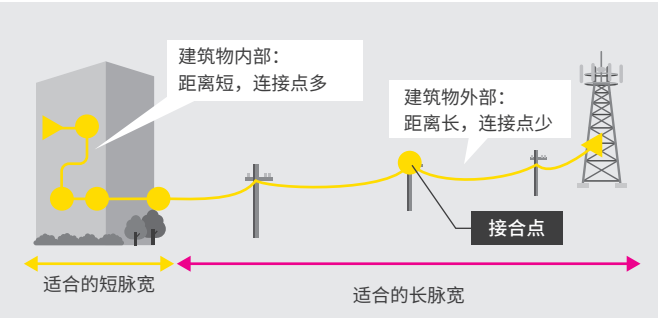 建筑物内部：
距离短，连接点多
建筑物外部：
距离长，连接点少
接合点
适合的短脉宽
适合的长脉宽